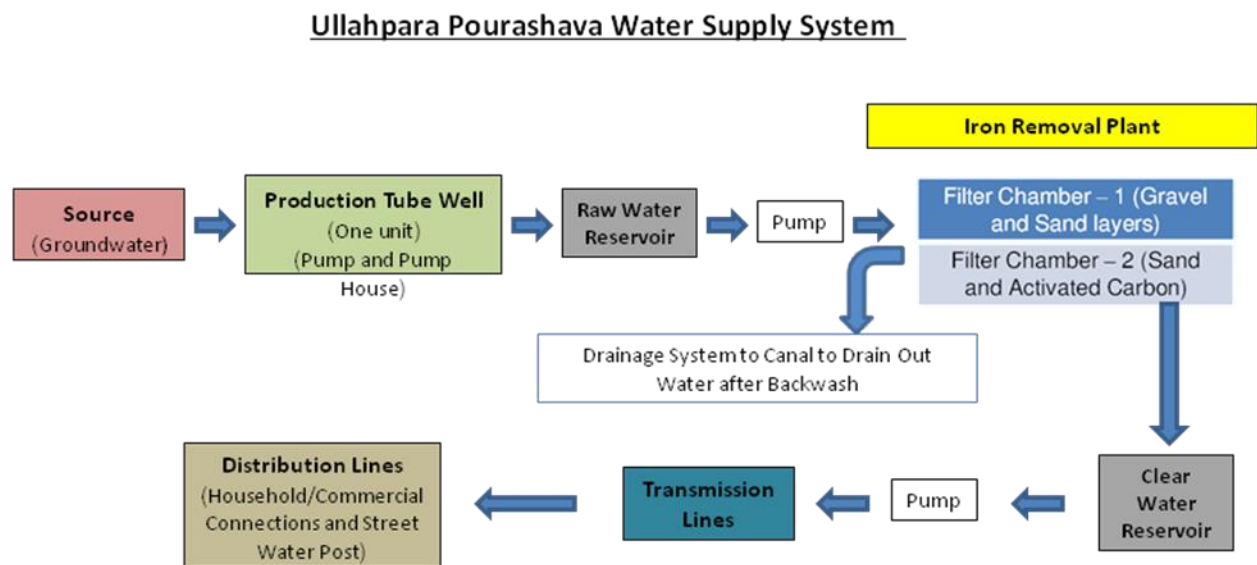 Ullahpara Pourashava Water Supply System
Iron Removal Plant
Source
(Groundwater)
Production Tube Well
(One unit)
(Pump and Pump
House)
Raw Water
Reservoir
Pump
Filter Chamber – 1 (Gravel
and Sand layers)
Filter Chamber – 2 (Sand
and Activated Carbon)
Drainage System to Canal to Drain Out
Water after Backwash
Distribution Lines
(Household/Commercial
Connections and Street
Water Post)
Transmission
Lines
Pump
Clear
Water
Reservoir